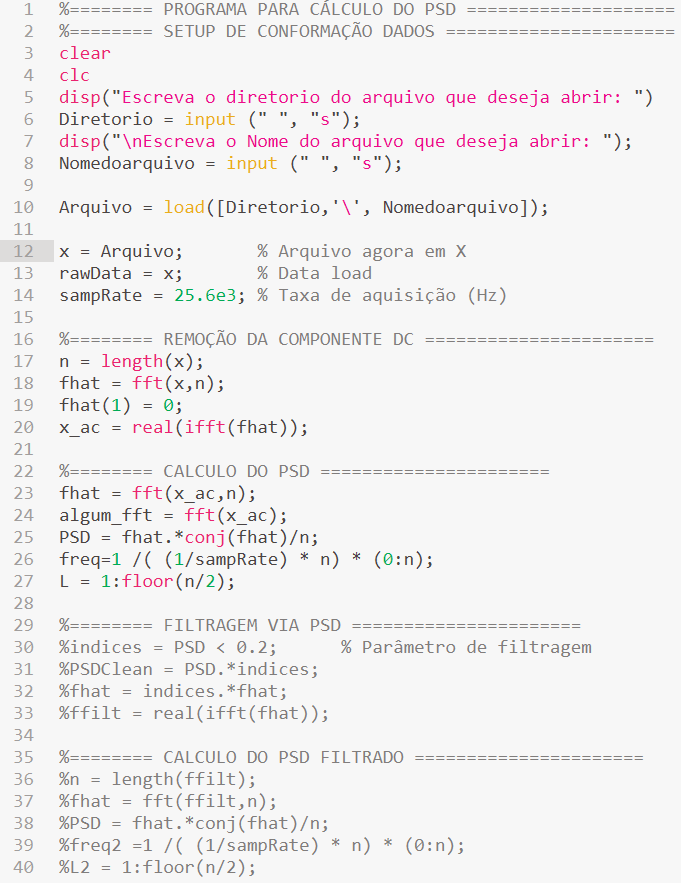 1 %======== PROGRAMA PARA CÁLCULO DO PSD ====================
2 %======== SETUP DE CONFORMAÇÃO DADOS ======================
3 clear
4 clc
5 disp("Escreva o diretorio do arquivo que deseja abrir: ")
6 Diretorio = input (" ", "s");
7 disp("\nEscreva o Nome do arquivo que deseja abrir: ");
8 Nomedoarquivo = input (" ", "s");
9
10 Arquivo = load([Diretorio,'\', Nomedoarquivo]);
11
12 x = Arquivo;       % Arquivo agora em X
13 rawData = x;       % Data load
14 sampRate = 25.6e3; % Taxa de aquisição (Hz)
15
16 %======== REMOÇÃO DA COMPONENTE DC ======================
17 n = length(x);
18 fhat = fft(x,n);
19 fhat(1) = 0;
20 x_ac = real(ifft(fhat));
21
22 %======== CALCULO DO PSD ======================
23 fhat = fft(x_ac,n);
24 algum_fft = fft(x_ac);
25 PSD = fhat.*conj(fhat)/n;
26 freq=1 /( (1/sampRate) * n) * (0:n);
27 L = 1:floor(n/2);
28
29 %======== FILTRAGEM VIA PSD ======================
30 %indices = PSD < 0.2;      % Parâmetro de filtragem
31 %PSDClean = PSD.*indices;
32 %fhat = indices.*fhat;
33 %ffilt = real(ifft(fhat));
34
35 %======== CALCULO DO PSD FILTRADO ======================
36 %n = length(ffilt);
37 %fhat = fft(ffilt,n);
38 %PSD = fhat.*conj(fhat)/n;
39 %freq2 =1 /( (1/sampRate) * n) * (0:n);
40 %L2 = 1:floor(n/2);